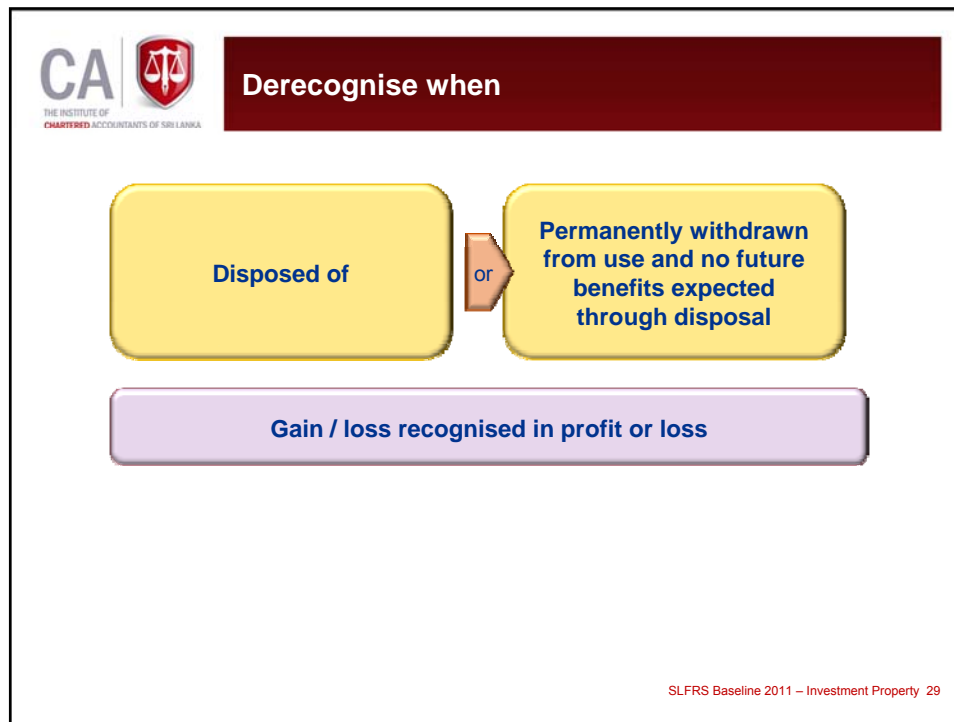 CA
THE INSTITUTE OF
CHARTERED ACCOUNTANTS OF SRI LANKA
Derecognise when
Disposed of
or
Permanently withdrawn
from use and no future
benefits expected
through disposal
Gain / loss recognised in profit or loss
SLFRS Baseline 2011 – Investment Property 29